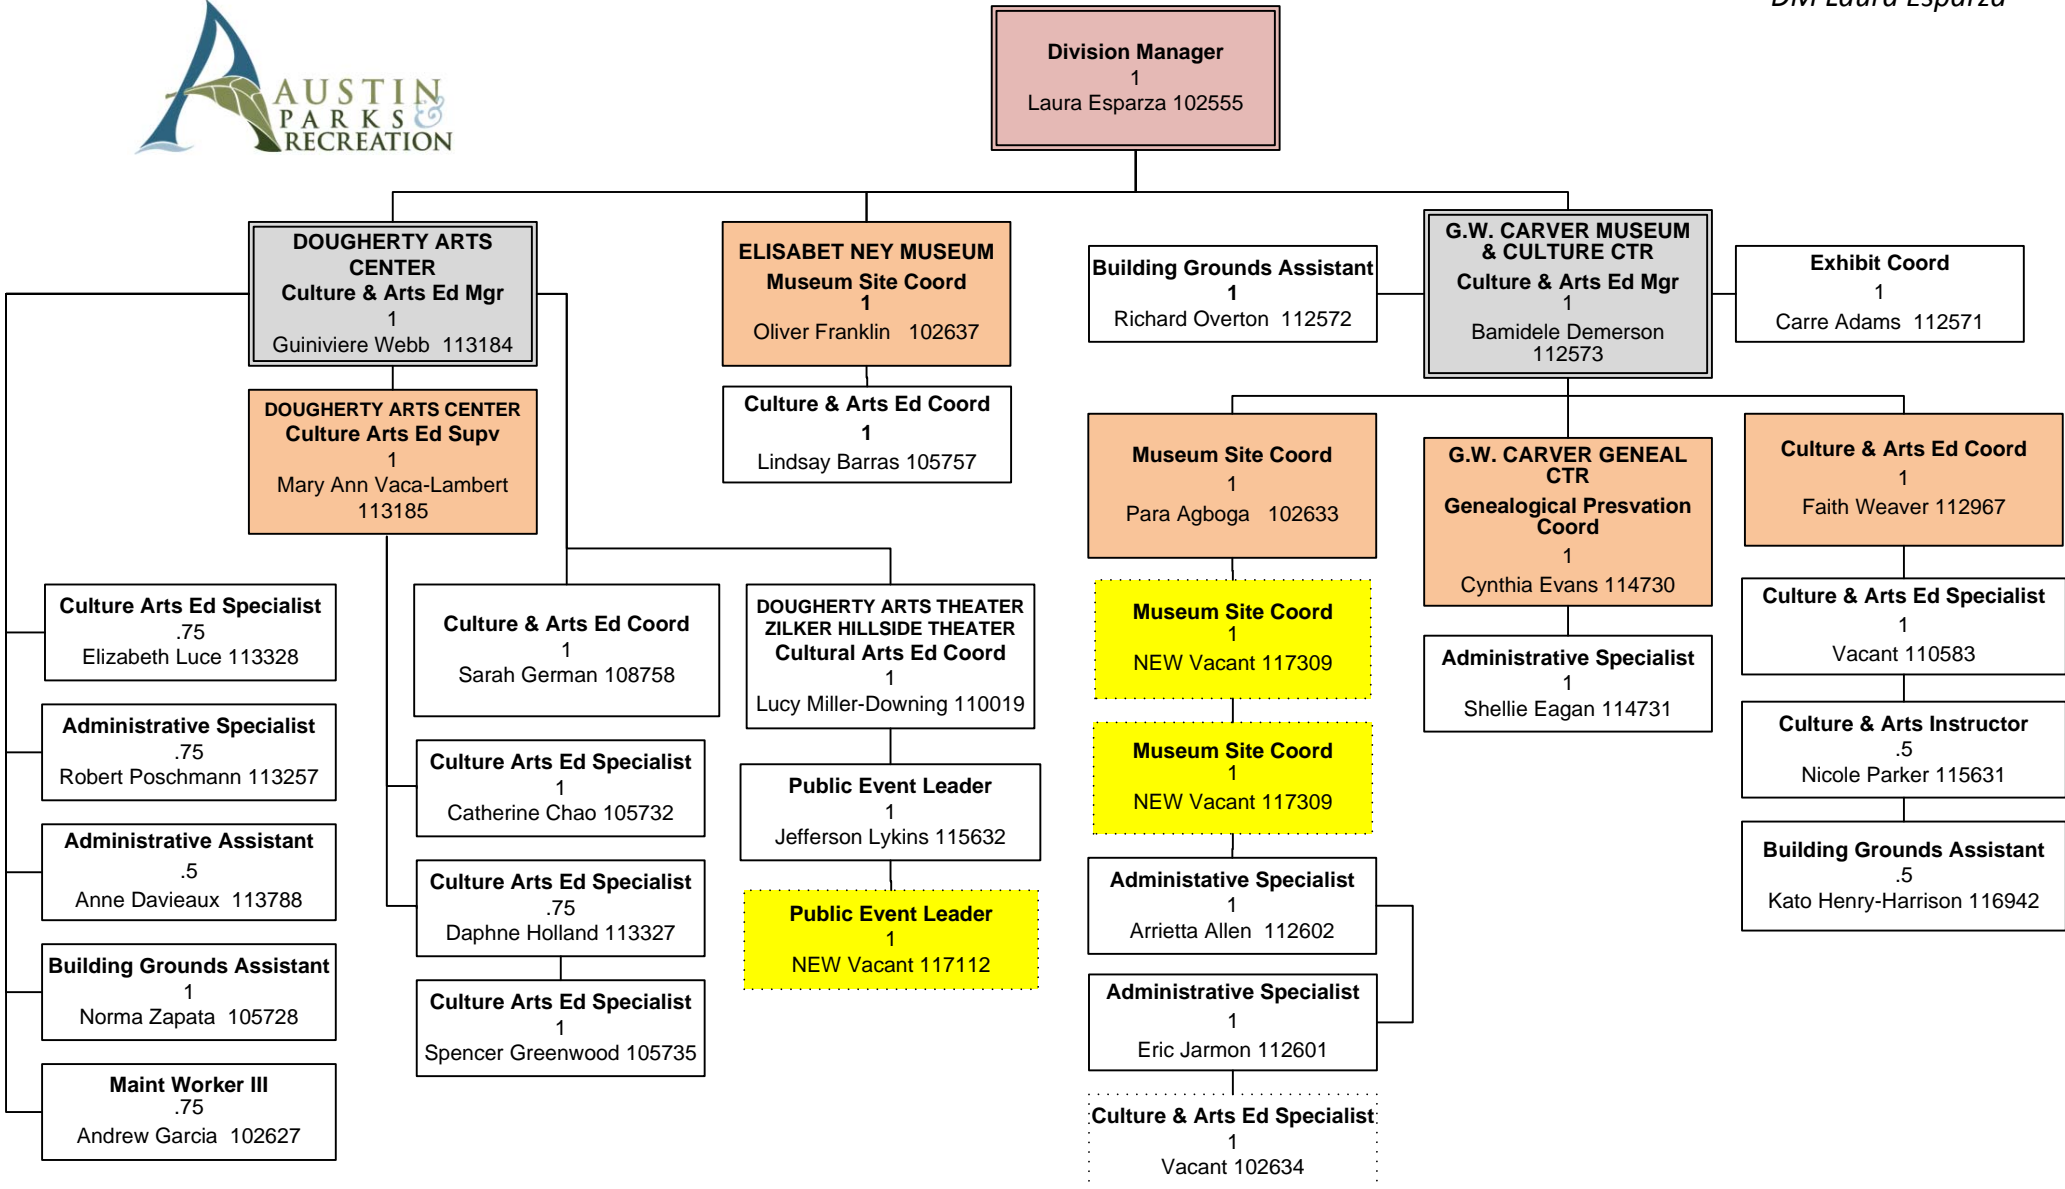 Div Laura Esparza
AUSTIN
PARKS &
RECREATION
Division Manager
1
Laura Esparza 102555
DOUGHERTY ARTS
CENTER
Culture & Arts Ed Mgr
1
Guiniviere Webb 113184
ELISABET NEY MUSEUM
Museum Site Coord
1
Oliver Franklin 102637
Building Grounds Assistant
1
Richard Overton 112572
G.W. CARVER MUSEUM
& CULTURE CTR
Culture & Arts Ed Mgr
1
Bamidele Demerson
112573
Exhibit Coord
1
Carre Adams 112571
DOUGHERTY ARTS CENTER
Culture Arts Ed Supv
1
Mary Ann Vaca-Lambert
113185
Culture & Arts Ed Coord
1
Lindsay Barras 105757
Museum Site Coord
1
Para Agboga 102633
G.W. CARVER GENEAL
CTR
Genealogical Presvation
Coord
1
Cynthia Evans 114730
Culture & Arts Ed Coord
1
Faith Weaver 112967
Culture Arts Ed Specialist
.75
Elizabeth Luce 113328
Administrative Specialist
.75
Robert Poschmann 113257
Administrative Assistant
.5
Anne Davieaux 113788
Building Grounds Assistant
1
Norma Zapata 105728
Maint Worker III
.75
Andrew Garcia 102627
Culture & Arts Ed Coord
1
Sarah German 108758
Culture Arts Ed Specialist
1
Catherine Chao 105732
Culture Arts Ed Specialist
.75
Daphne Holland 113327
Culture Arts Ed Specialist
1
Spencer Greenwood 105735
DOUGHERTY ARTS THEATER
ZILKER HILLSIDE THEATER
Cultural Arts Ed Coord
1
Lucy Miller-Downing 110019
Public Event Leader
1
Jefferson Lykins 115632
Public Event Leader
1
NEW Vacant 117112
Museum Site Coord
1
NEW Vacant 117309
Museum Site Coord
1
NEW Vacant 117309
Administative Specialist
1
Arrietta Allen 112602
Administrative Specialist
1
Eric Jarmon 112601
Culture & Arts Ed Specialist
1
Vacant 102634
Administrative Specialist
1
Shellie Eagan 114731
Culture & Arts Ed Specialist
1
Vacant 110583
Culture & Arts Instructor
.5
Nicole Parker 115631
Building Grounds Assistant
.5
Kato Henry-Harrison 116942